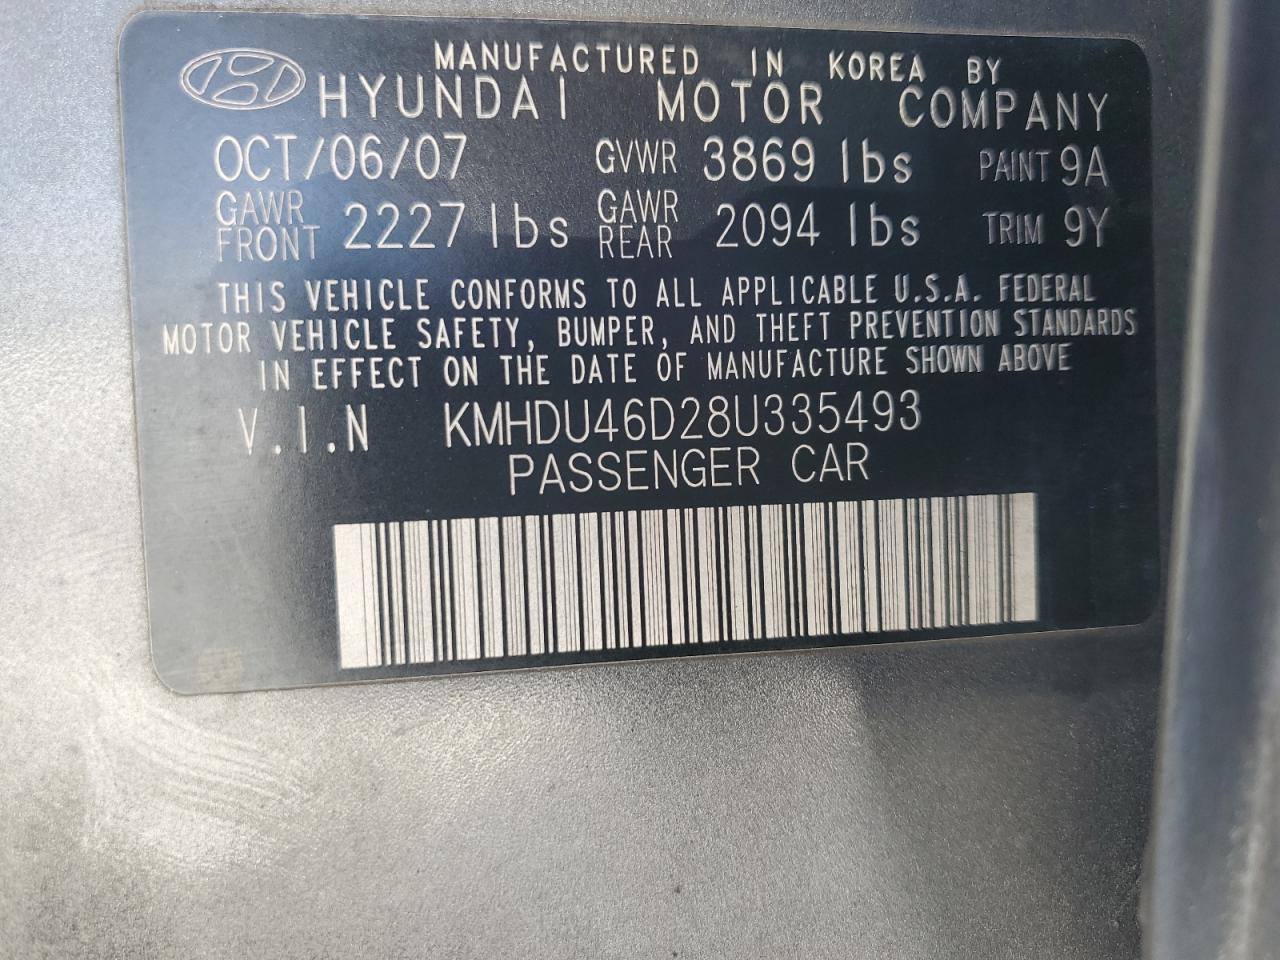 MANUFACTURED IN KOREA BY
HYUNDAI MOTOR COMPANY
OCT/06/07 GVWR 3869 lbs PAINT 9A
GAWR FRONT 2227 lbs GAWR REAR 2094 lbs TRIM 9Y
THIS VEHICLE CONFORMS TO ALL APPLICABLE U.S.A. FEDERAL
MOTOR VEHICLE SAFETY, BUMPER, AND THEFT PREVENTION STANDARDS
IN EFFECT ON THE DATE OF MANUFACTURE SHOWN ABOVE
V.I.N KMHDU46D28U335493
PASSENGER CAR